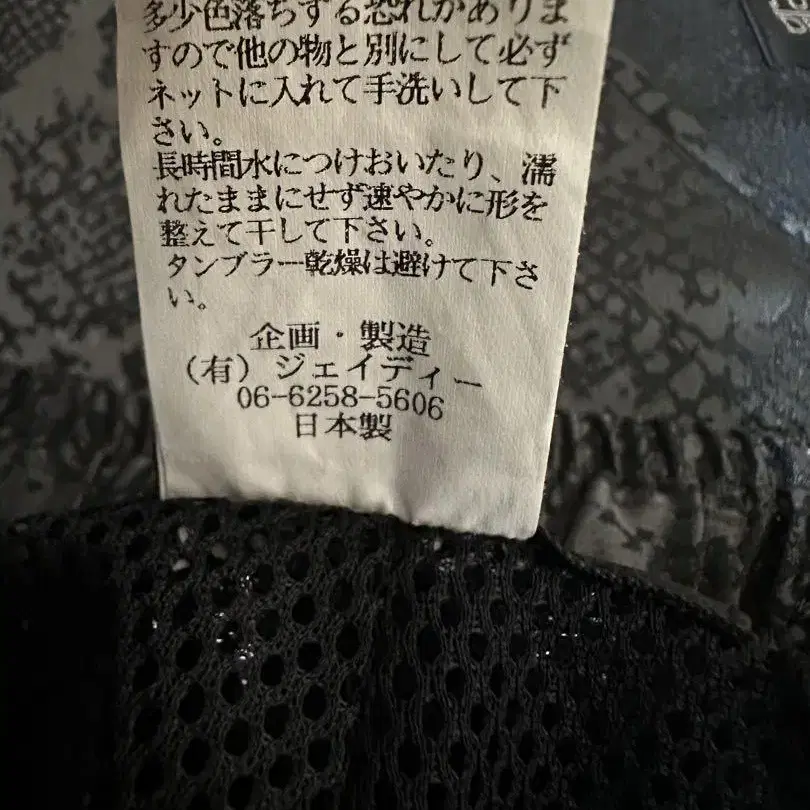 多少色落ちする恐れがありま
すので他の物と別にして必ず
ネットに入れて手洗いして下
さい。
長時間水につけおいたり、濡
れたままにせず速やかに形を
整えて干して下さい。
タンブラー乾燥は避けて下さ
い。
企画・製造
(有) ジェイディー
06-6258-5606
日本製